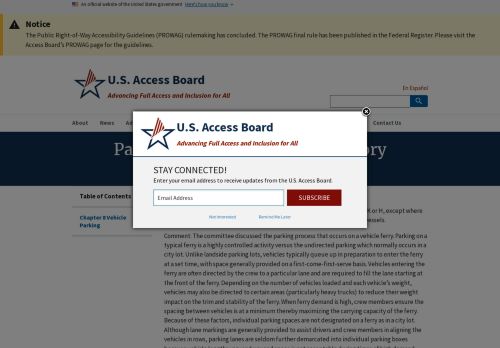 An official website of the United States government Here's how you know
Notice
The Public Right-of-Way Accessibility Guidelines (PROWAG) rulemaking has concluded. The PROWAG final rule has been published in the Federal Register. Please visit the
Access Board's PROWAG page for the guidelines.
U.S. Access Board
Advancing Full Access and Inclusion for All
En Español
About News
Contact Us
U.S. Access Board
Advancing Full Access and Inclusion for All
STAY CONNECTED!
Enter your email address to receive updates from the U.S. Access Board.
Email Address
SUBSCRIBE
Not Interested Remind Me Later
Table of Contents
Chapter 8 Vehicle
Parking
K or H, except where
vessels.
Comment. The committee discussed the parking process that occurs on a vehicle ferry. Parking on a
typical ferry is a highly controlled activity versus the undirected parking which normally occurs in a
city lot. Unlike landside parking lots, vehicles typically queue up in preparation to enter the ferry
at a set time, with space generally provided on a first-come-first-serve basis. Vehicles entering the
ferry are often directed by the crew to a particular lane and are required to fill the lane starting at
the front of the ferry. Depending on the number of vehicles loaded and each vehicle's weight,
vehicles may also be directed to certain areas (particularly heavy trucks) to reduce their weight
impact on the trim and stability of the ferry. When ferry demand is high, crew members ensure the
spacing between vehicles is at a minimum thereby maximizing the carrying capacity of the ferry.
Because of these factors, individual parking spaces are not designated on a ferry as in a city lot.
Although lane markings are generally provided to assist drivers and crew members in aligning the
vehicles in rows, parking lanes are seldom further demarcated into individual parking boxes